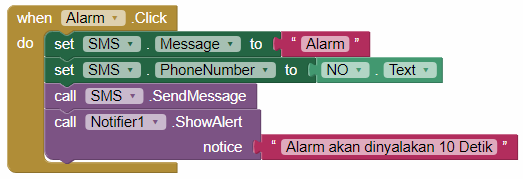 when Alarm .Click
do set SMS . Message to " Alarm "
set SMS . PhoneNumber to NO . Text
call SMS .SendMessage
call Notifier1 .ShowAlert
notice " Alarm akan dinyalakan 10 Detik "